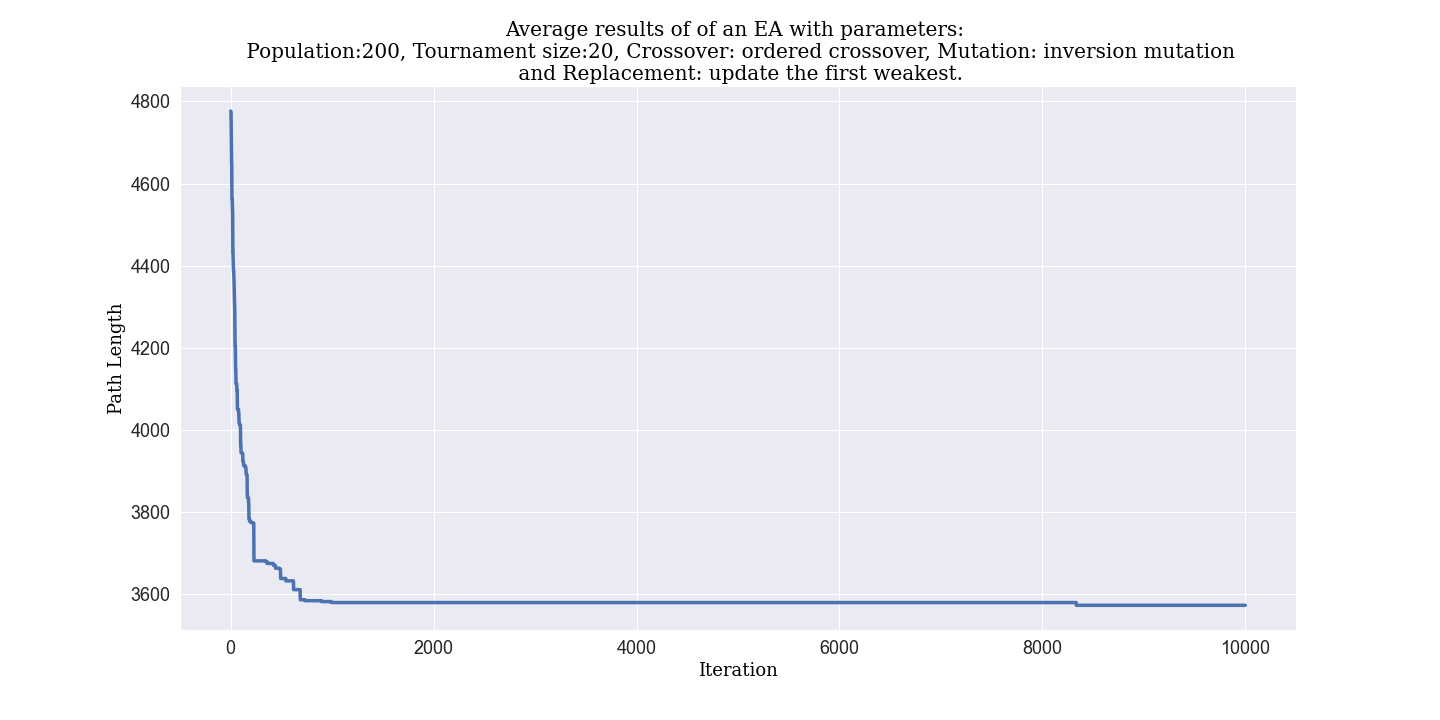 Average results of of an EA with parameters:
Population:200, Tournament size:20, Crossover: ordered crossover, Mutation: inversion mutation
and Replacement: update the first weakest.
4800
4600
4400
4200
4000
3800
3600
Path Length
0 2000 4000 6000 8000 10000
Iteration